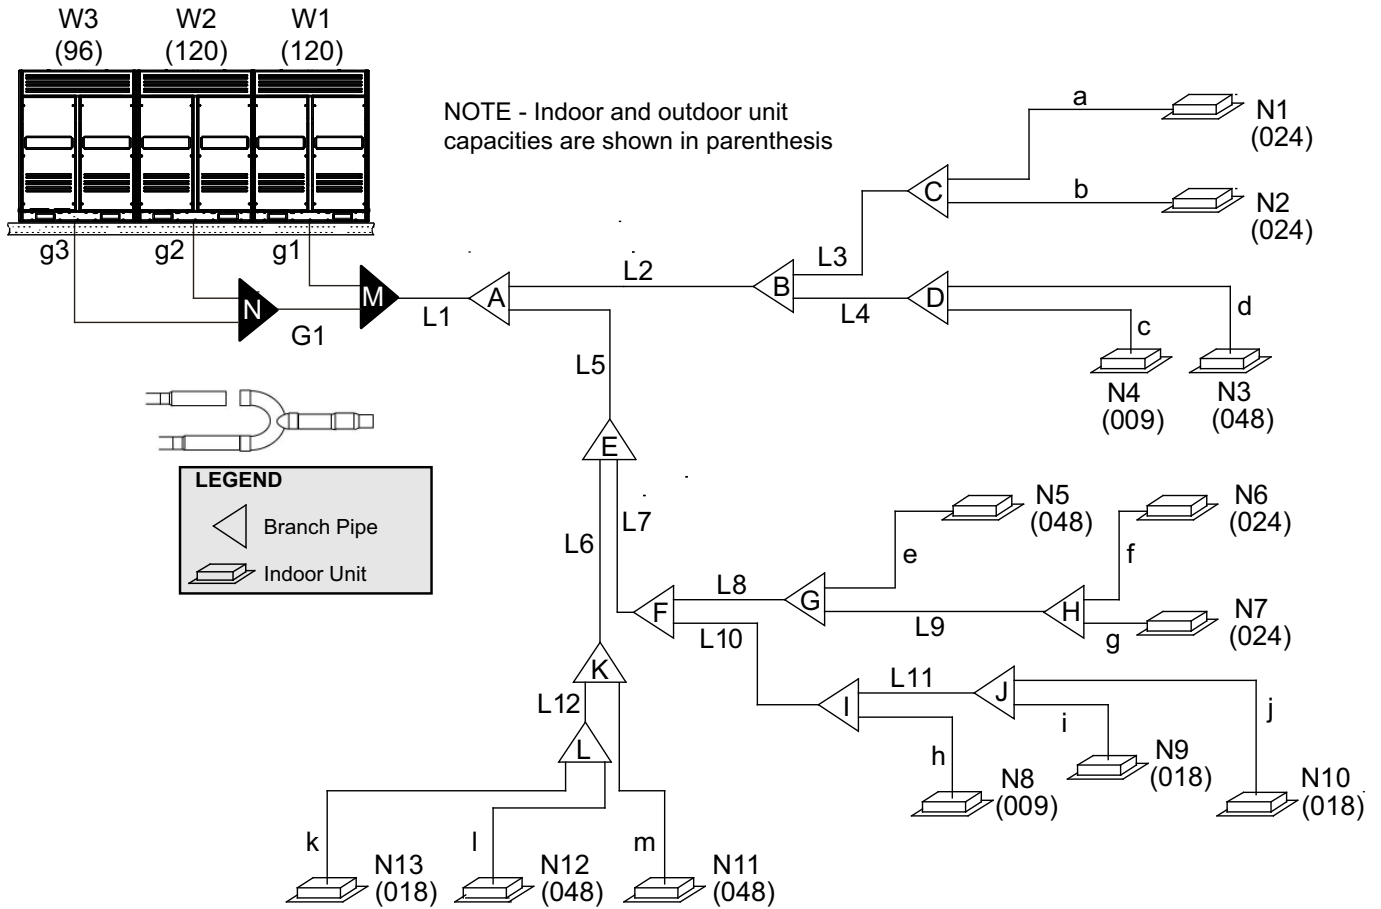 W3
(96)
W2
(120)
W1
(120)
NOTE - Indoor and outdoor unit
capacities are shown in parenthesis
a
N1
(024)
C
b
N2
(024)
g3
g2
g1
L3
L2
B
N
M
A
D
L1
L4
G1
d
c
N4
(009)
N3
(048)
L5
E
LEGEND
Branch Pipe
Indoor Unit
L6
L7
N5
(048)
N6
(024)
e
f
L8
G
F
L10
L9
H
g
N7
(024)
K
L11
J
I
L12
i
j
L
h
N9
(018)
N8
(009)
N10
(018)
k
l
m
N13
(018)
N12
(048)
N11
(048)